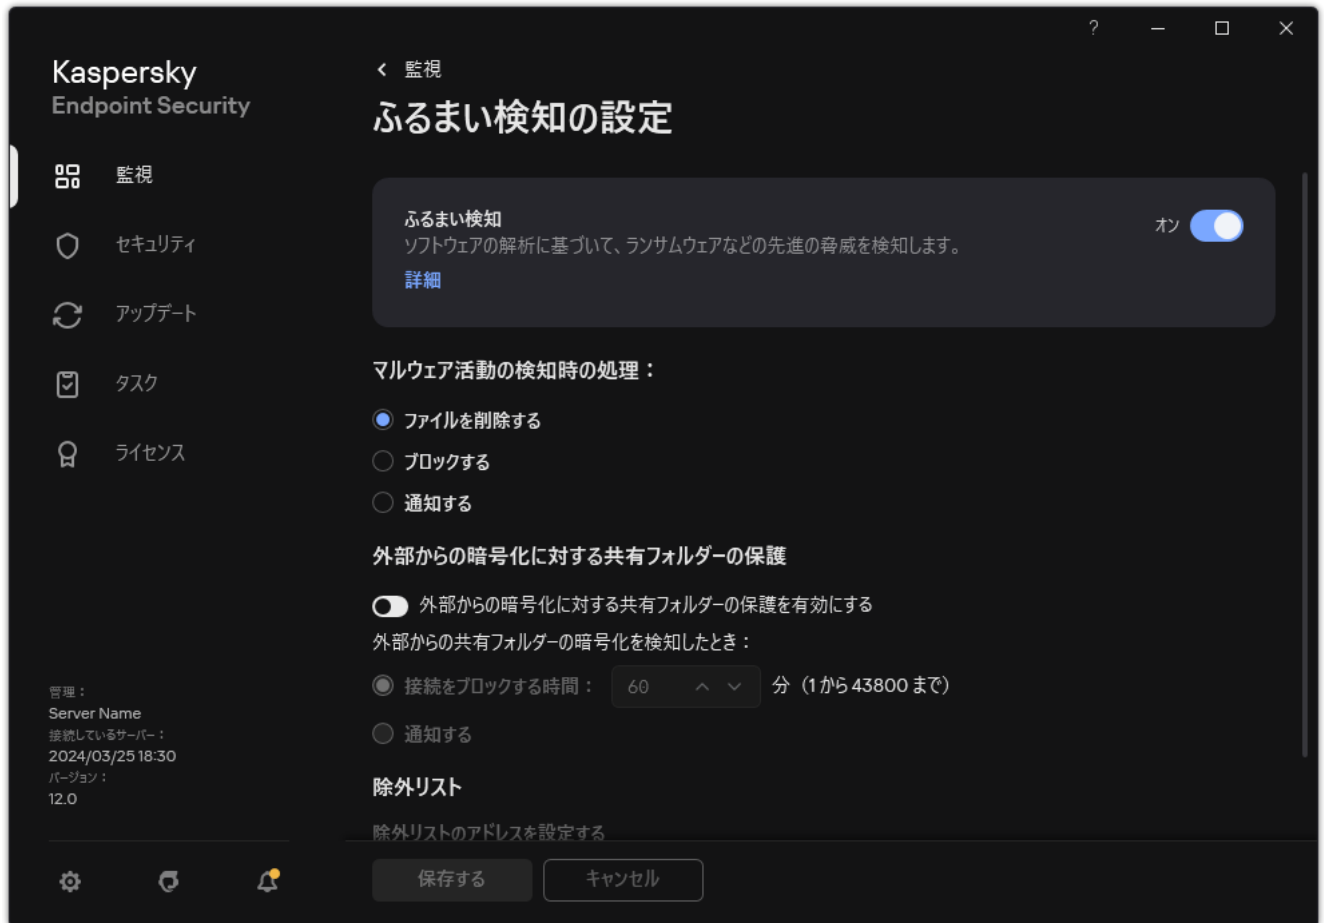 ?
Kaspersky
Endpoint Security
監視
セキュリティ
アップデート
タスク
ライセンス
管理：
Server Name
接続しているサーバー：
2024/03/25 18:30
バージョン：
12.0
監視
ふるまい検知の設定
ふるまい検知
ソフトウェアの解析に基づいて、ランサムウェアなどの先進の脅威を検知します。
詳細
オン
マルウェア活動の検知時の処理：
ファイルを削除する
ブロックする
通知する
外部からの暗号化に対する共有フォルダーの保護
外部からの暗号化に対する共有フォルダーの保護を有効にする
外部からの共有フォルダーの暗号化を検知したとき：
接続をブロックする時間： 60 分（1 から 43800 まで）
通知する
除外リスト
除外リストのアドレスを設定する
保存する
キャンセル